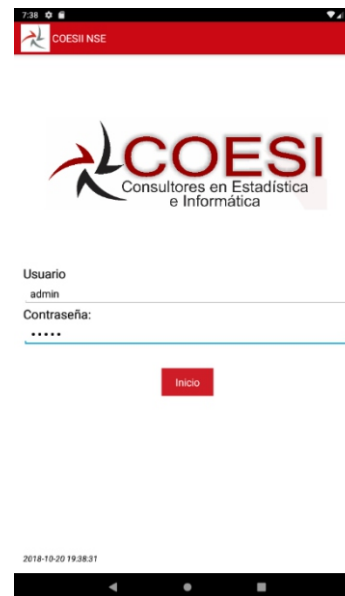 7:38
COESII NSE
COESI
Consultores en Estadística
e Informática
Usuario
admin
Contraseña:
•••••
Inicio
2018-10-20 19:38:31